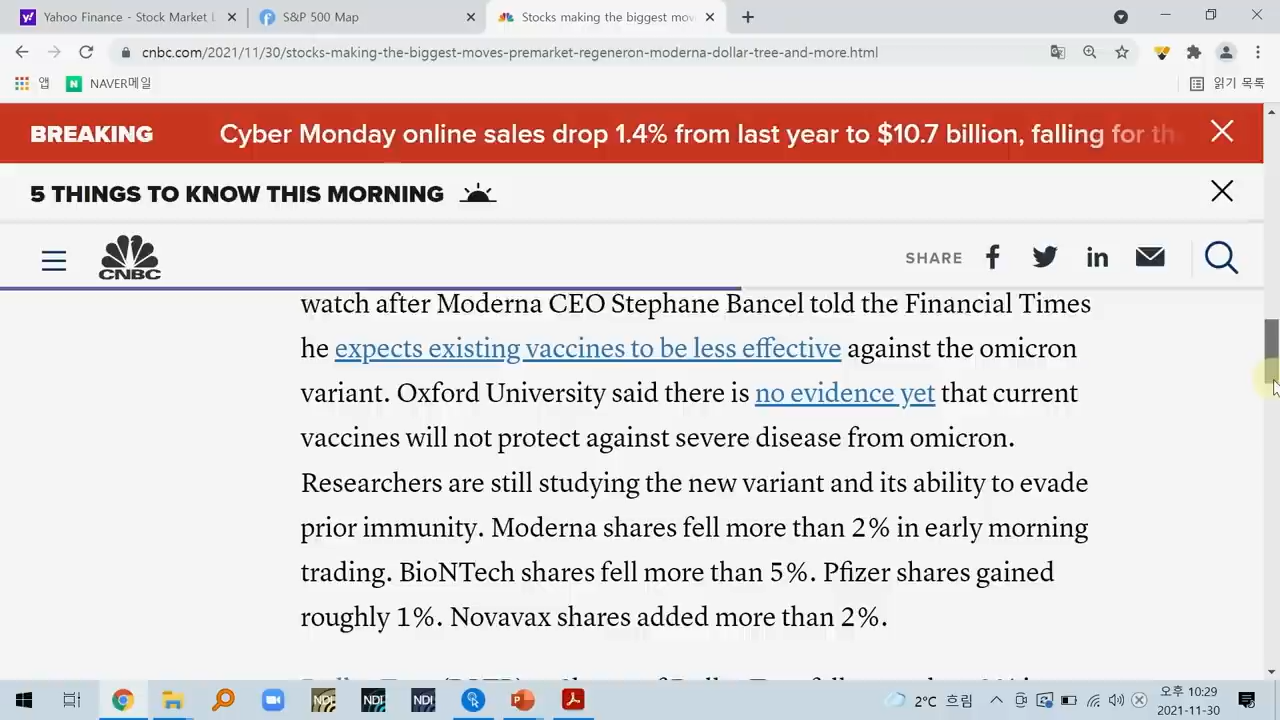 Yahoo Finance - Stock Market L
S&P 500 Map
Stocks making the biggest mov
cnbc.com/2021/11/30/stocks-making-the-biggest-moves-premarket-regeneron-moderna-dollar-tree-and-more.html
앱
NAVER메일
읽기 목록
BREAKING
Cyber Monday online sales drop 1.4% from last year to $10.7 billion, falling for th
5 THINGS TO KNOW THIS MORNING
CNBC
SHARE
watch after Moderna CEO Stephane Bancel told the Financial Times
he expects existing vaccines to be less effective against the omicron
variant. Oxford University said there is no evidence yet that current
vaccines will not protect against severe disease from omicron.
Researchers are still studying the new variant and its ability to evade
prior immunity. Moderna shares fell more than 2% in early morning
trading. BioNTech shares fell more than 5%. Pfizer shares gained
roughly 1%. Novavax shares added more than 2%.
NDI
NDI
NDI
2°C 흐림
오후 10:29
2021-11-30